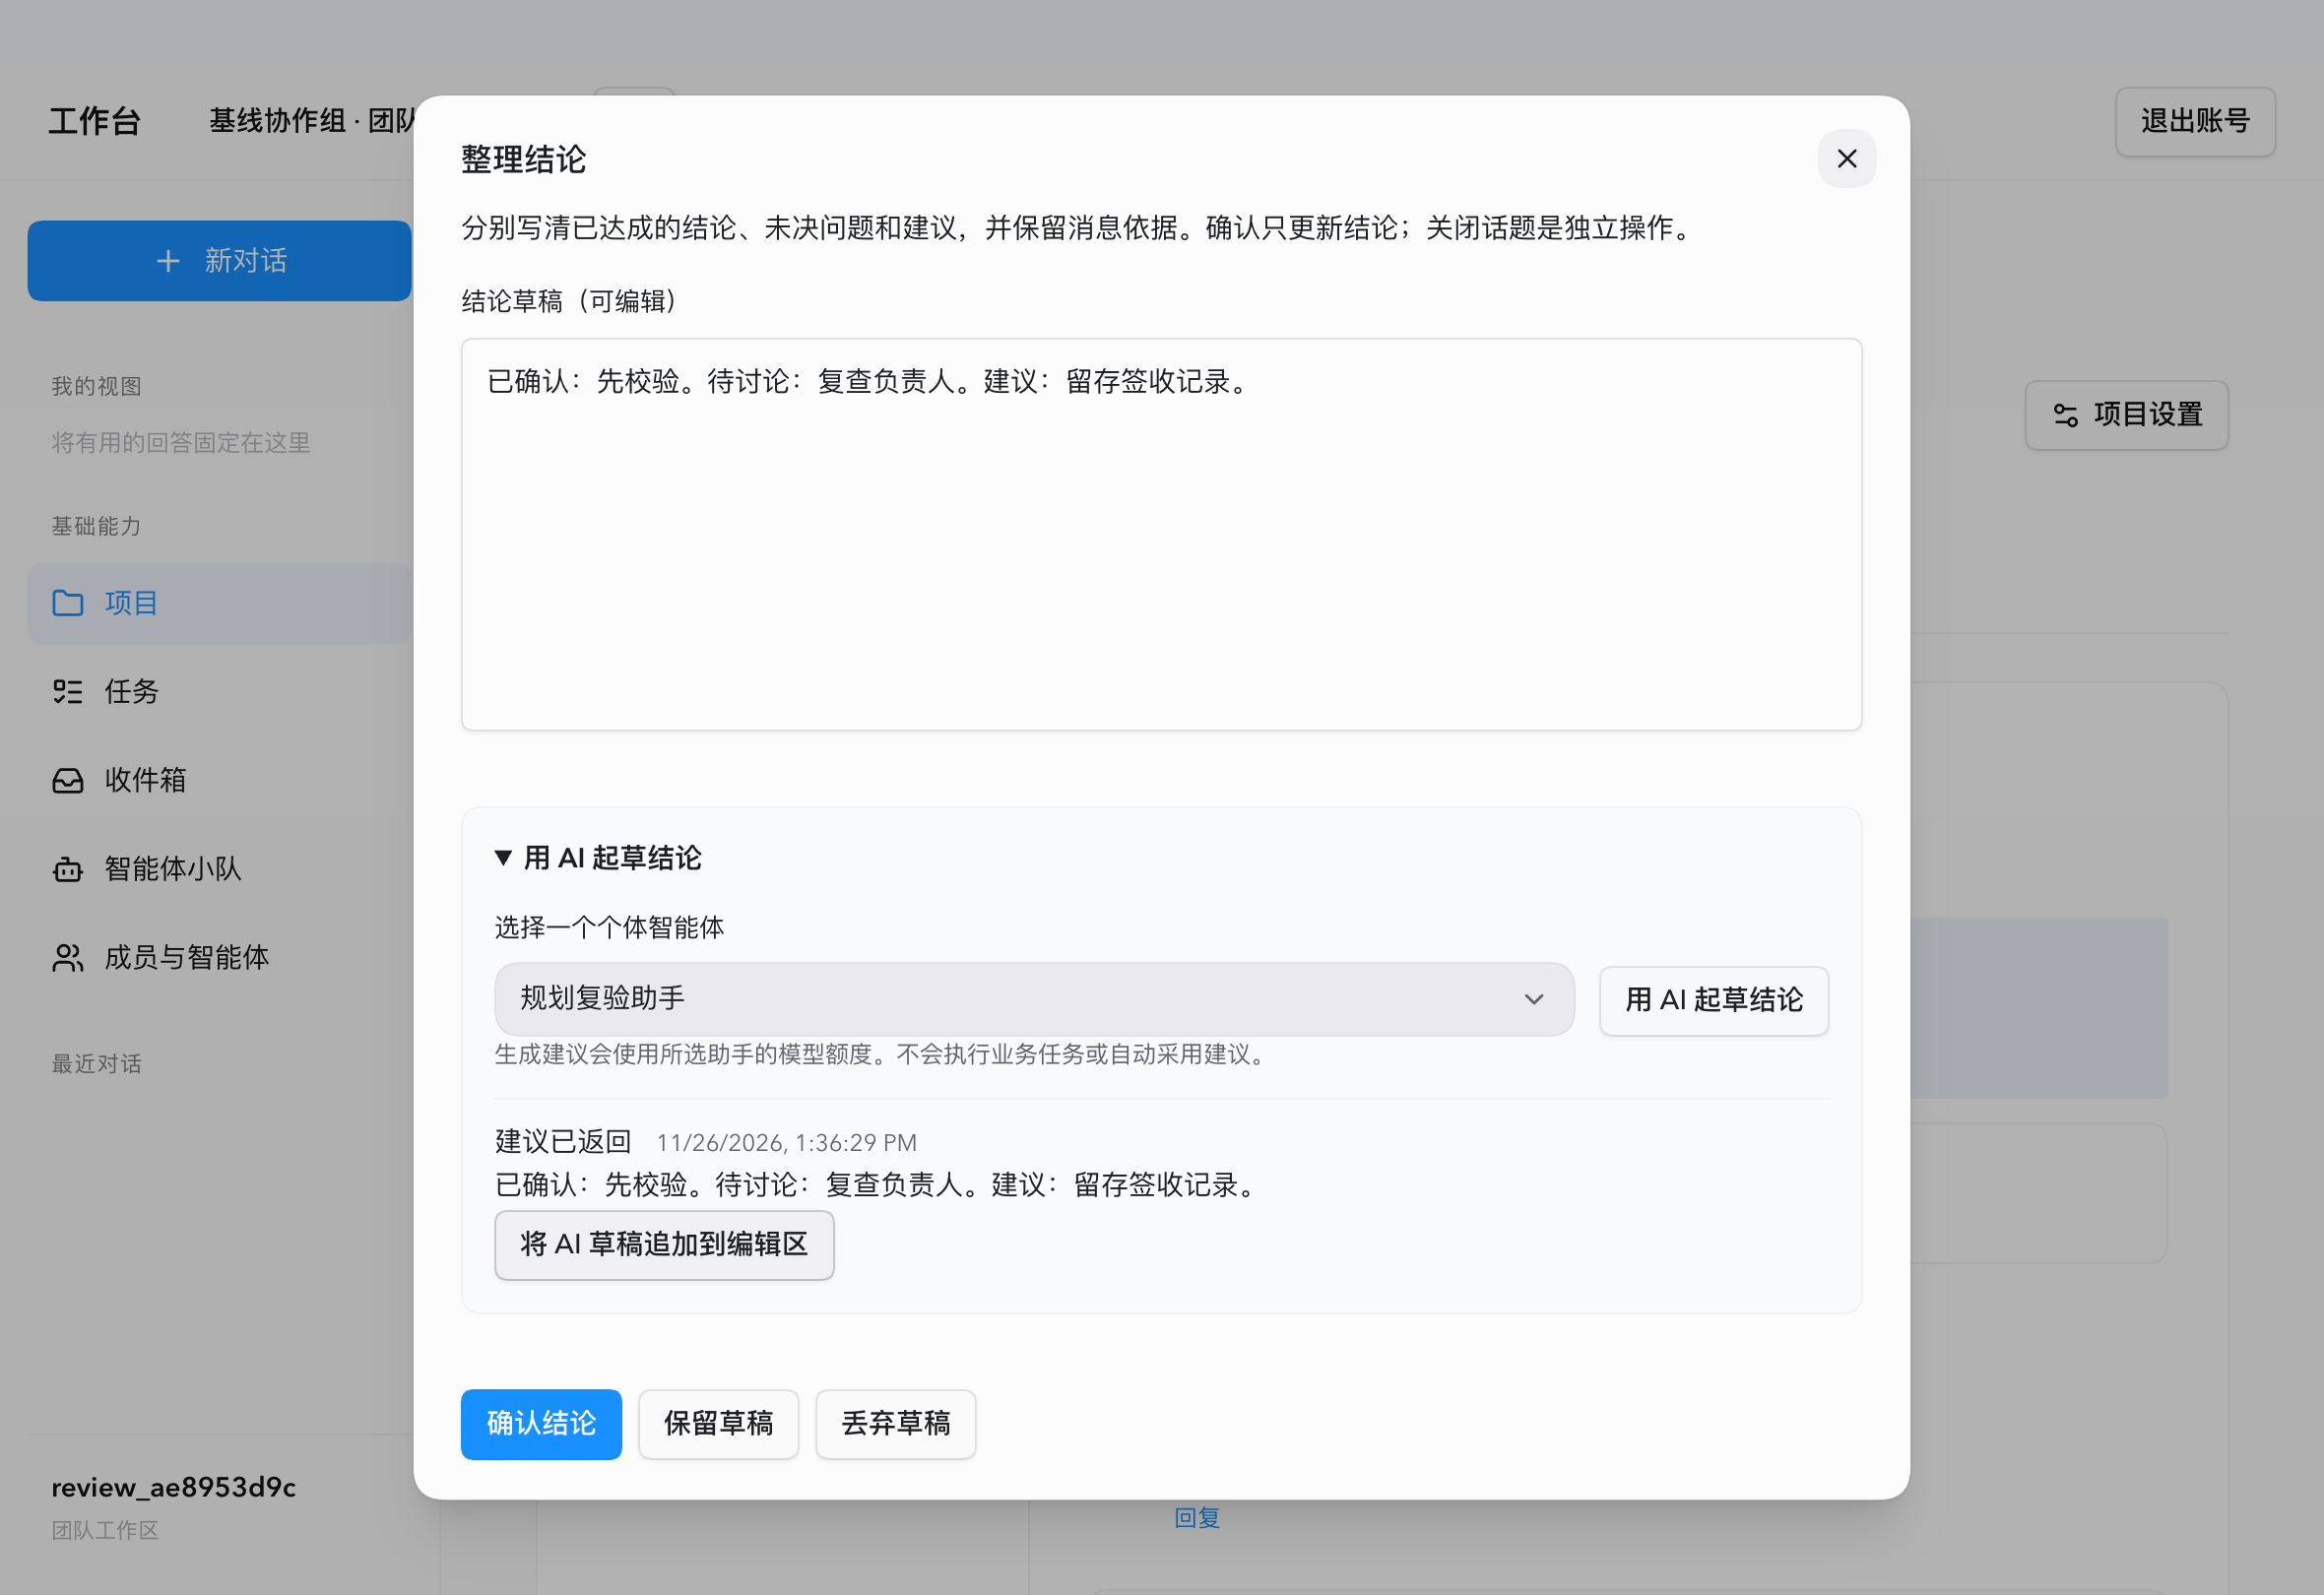 工作台
基线协作组 · 团队
退出账号
新对话
我的视图
将有用的回答固定在这里
基础能力
项目
任务
收件箱
智能体小队
成员与智能体
最近对话
review_ae8953d9c
团队工作区
项目设置
整理结论
分别写清已达成的结论、未决问题和建议，并保留消息依据。确认只更新结论；关闭话题是独立操作。
结论草稿（可编辑）
已确认：先校验。待讨论：复查负责人。建议：留存签收记录。
用 AI 起草结论
选择一个个体智能体
规划复验助手
用 AI 起草结论
生成建议会使用所选助手的模型额度。不会执行业务任务或自动采用建议。
建议已返回 11/26/2026, 1:36:29 PM
已确认：先校验。待讨论：复查负责人。建议：留存签收记录。
将 AI 草稿追加到编辑区
确认结论
保留草稿
丢弃草稿
回复